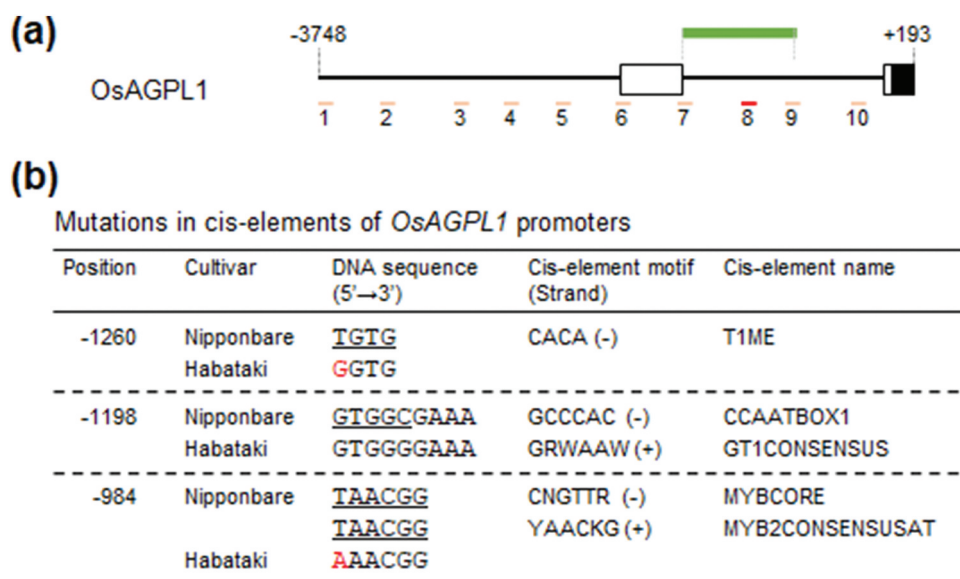 (a)
-3748
+193
OsAGPL1
1 2 3 4 5 6 7 8 9 10
(b)
Mutations in cis-elements of OsAGPL1 promoters
Position Cultivar DNA sequence (5'→3') Cis-element motif (Strand) Cis-element name
-1260 Nipponbare TGTG CACA (-) T1ME
Habataki GGTG
-1198 Nipponbare GTGGCGAAA GCCCAC (-) CCAATBOX1
Habataki GTGGGGAAA GRWAAW (+) GT1CONSENSUS
-984 Nipponbare TAACGG CNGTTR (-) MYBCORE
TAACGG YAACKG (+) MYB2CONSENSUSAT
Habataki AAACGG